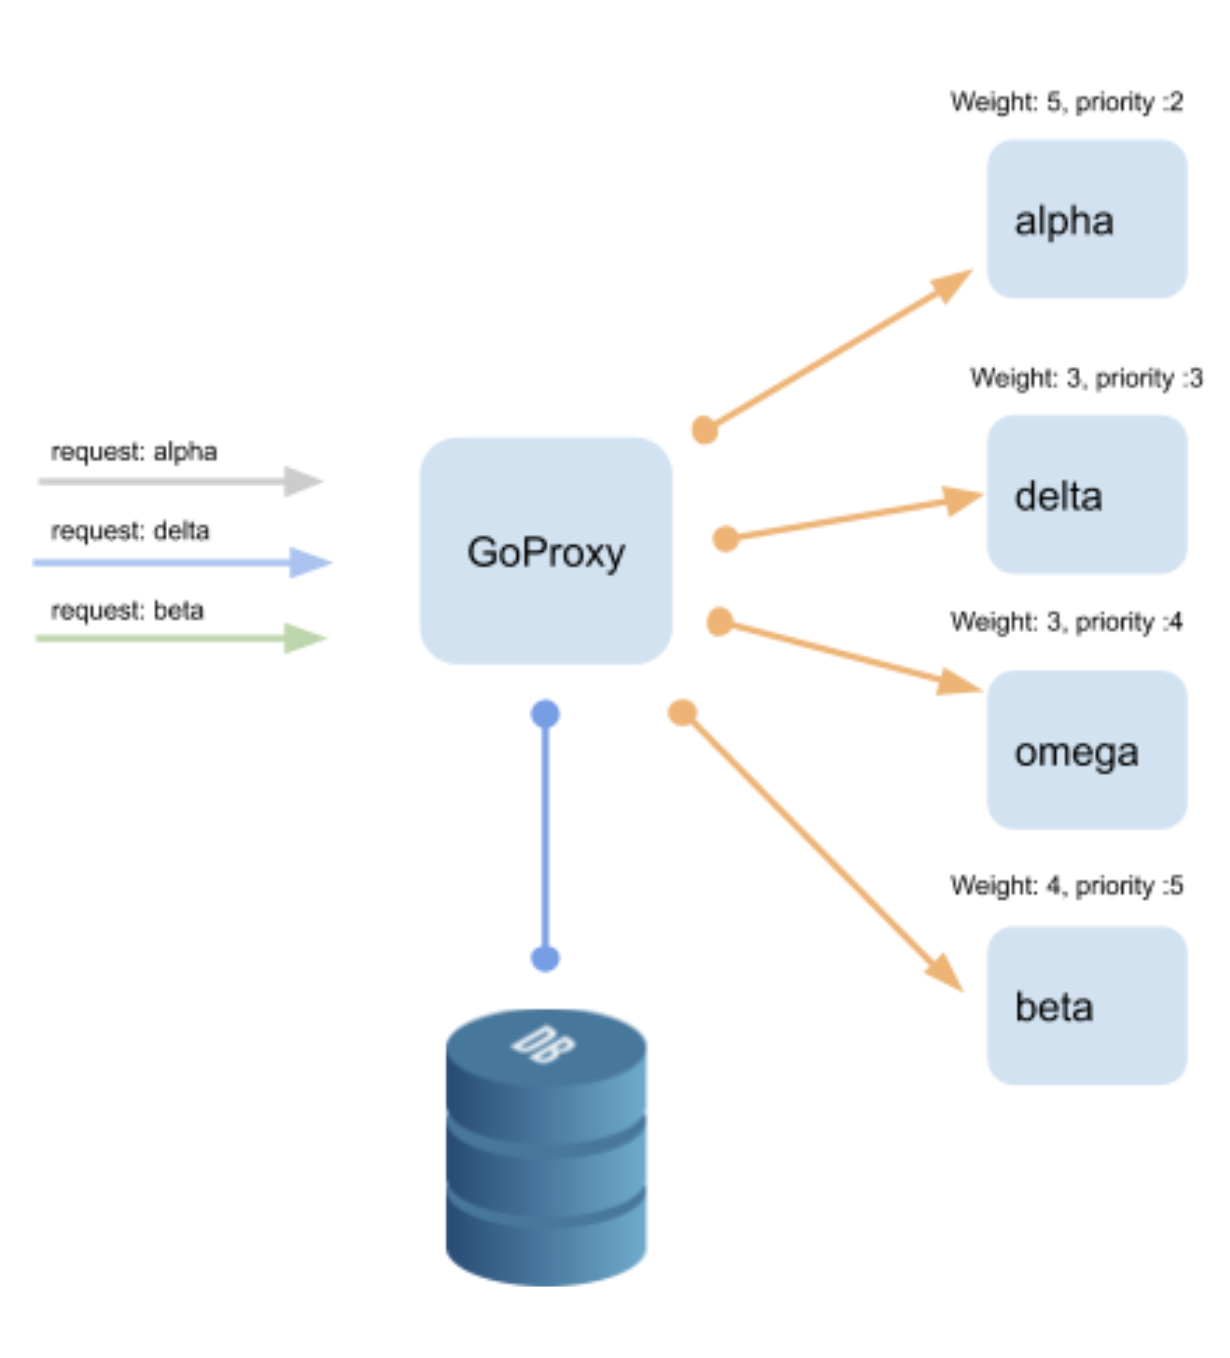 Weight: 5, priority :2
alpha
Weight: 3, priority :3
delta
request: alpha
request: delta
request: beta
GoProxy
Weight: 3, priority :4
omega
Weight: 4, priority :5
beta
DB